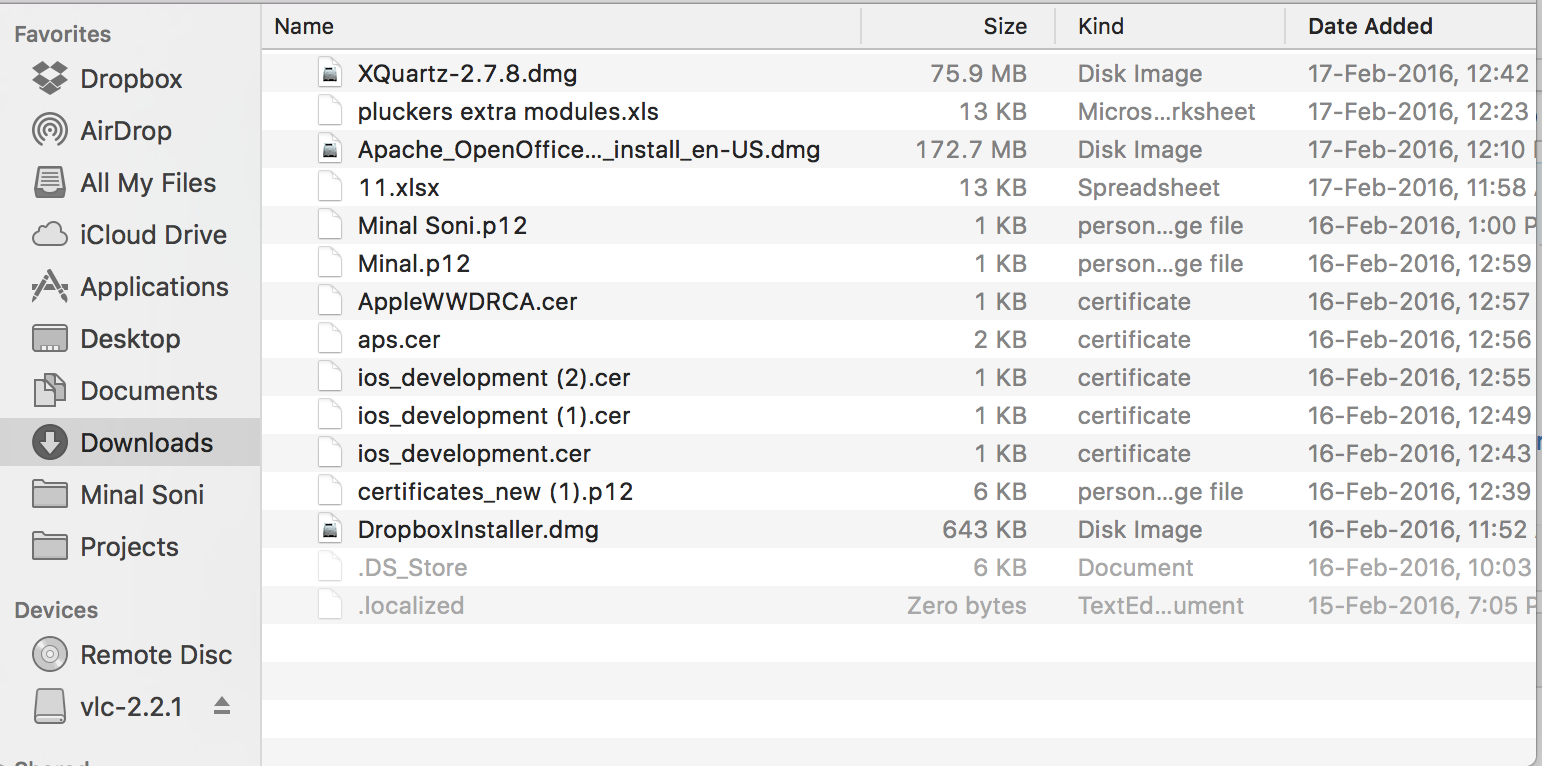 Favorites
Dropbox
AirDrop
All My Files
iCloud Drive
Applications
Desktop
Documents
Downloads
Minal Soni
Projects
Devices
Remote Disc
vlc-2.2.1
Shared
Name Size Kind Date Added
XQuartz-2.7.8.dmg 75.9 MB Disk Image 17-Feb-2016, 12:42
pluckers extra modules.xls 13 KB Micros...rksheet 17-Feb-2016, 12:23
Apache_OpenOffice..._install_en-US.dmg 172.7 MB Disk Image 17-Feb-2016, 12:10
11.xlsx 13 KB Spreadsheet 17-Feb-2016, 11:58
Minal Soni.p12 1 KB person...ge file 16-Feb-2016, 1:00 P
Minal.p12 1 KB person...ge file 16-Feb-2016, 12:59
AppleWWDRCA.cer 1 KB certificate 16-Feb-2016, 12:57
aps.cer 2 KB certificate 16-Feb-2016, 12:56
ios_development (2).cer 1 KB certificate 16-Feb-2016, 12:55
ios_development (1).cer 1 KB certificate 16-Feb-2016, 12:49
ios_development.cer 1 KB certificate 16-Feb-2016, 12:43
certificates_new (1).p12 6 KB person...ge file 16-Feb-2016, 12:39
DropboxInstaller.dmg 643 KB Disk Image 16-Feb-2016, 11:52
.DS_Store 6 KB Document 16-Feb-2016, 10:03
.localized Zero bytes TextEd...ument 15-Feb-2016, 7:05 P